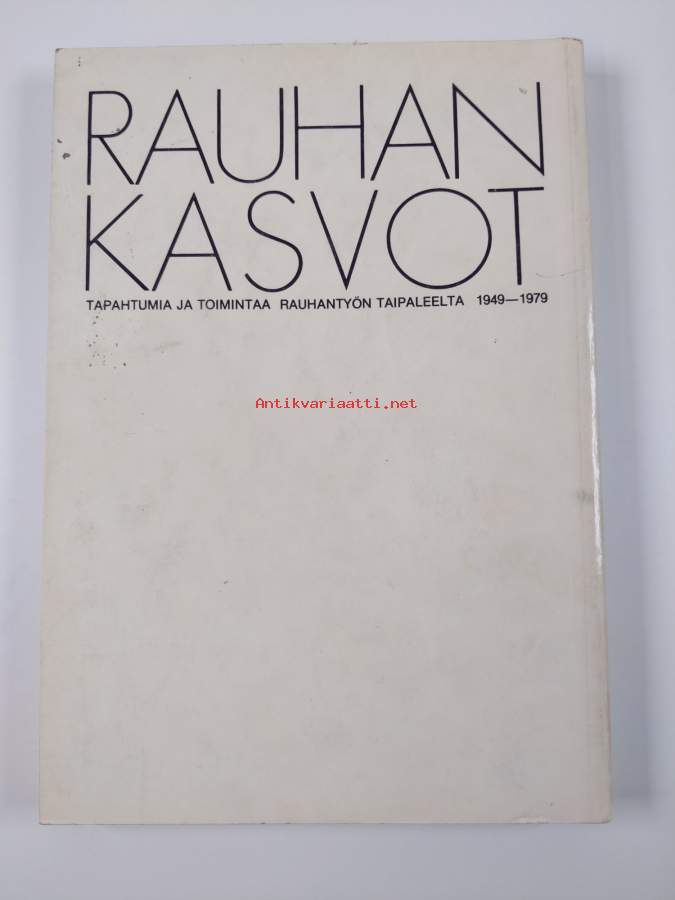 RAUHAN
KASVOT
TAPAHTUMIA JA TOIMINTAA RAUHANTYÖN TAIPALEELTA 1949—1979
Antikvariaatti.net